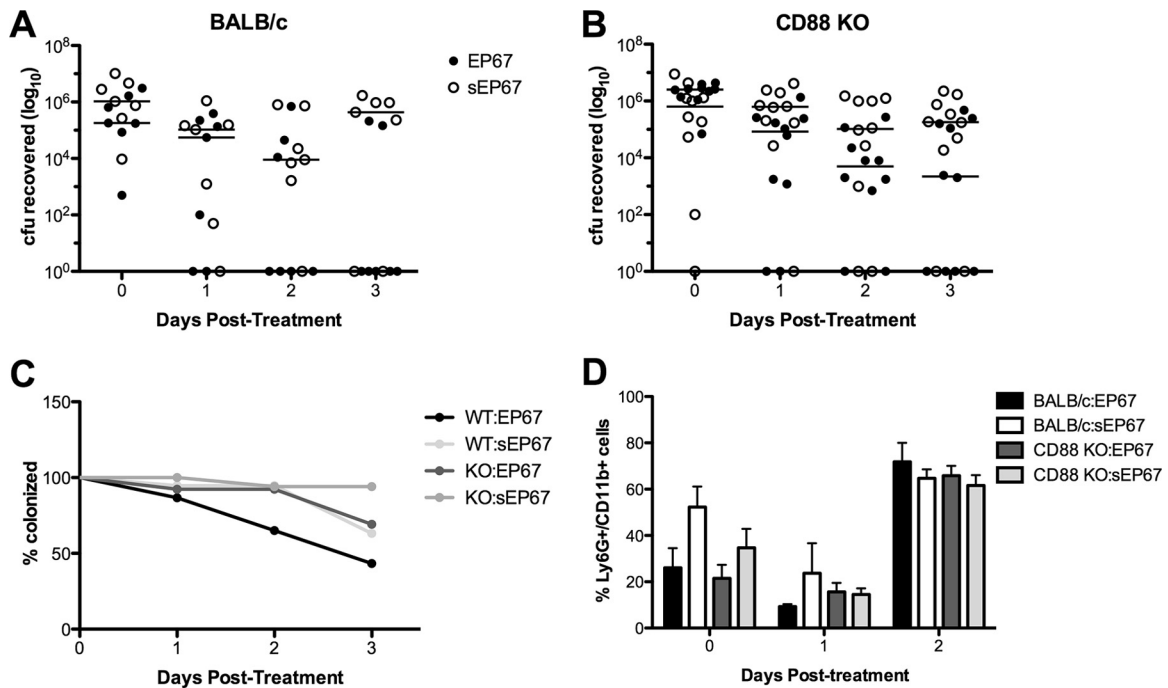 A
BALB/c
cfu recovered (log10)
10^8
10^6
10^4
10^2
10^0
0 1 2 3
Days Post-Treatment
EP67
sEP67
B
CD88 KO
cfu recovered (log10)
10^8
10^6
10^4
10^2
10^0
0 1 2 3
Days Post-Treatment
C
% colonized
150
100
50
0
0 1 2 3
Days Post-Treatment
WT:EP67
WT:sEP67
KO:EP67
KO:sEP67
D
% Ly6G+/CD11b+ cells
100
80
60
40
20
0
0 1 2
Days Post-treatment
BALB/c:EP67
BALB/c:sEP67
CD88 KO:EP67
CD88 KO:sEP67